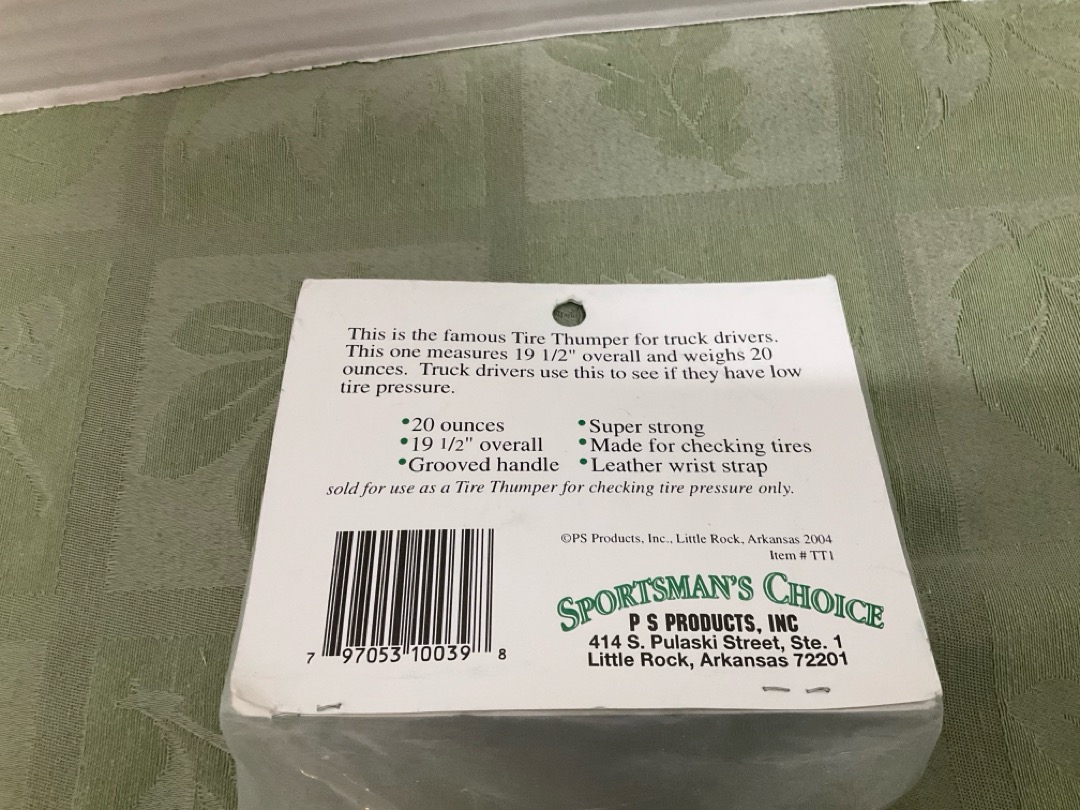 This is the famous Tire Thumper for truck drivers.
This one measures 19 1/2" overall and weighs 20
ounces. Truck drivers use this to see if they have low
tire pressure.
•20 ounces
•19 1/2" overall
•Grooved handle
•Super strong
•Made for checking tires
•Leather wrist strap
sold for use as a Tire Thumper for checking tire pressure only.
7 97053 10039 8
©PS Products, Inc., Little Rock, Arkansas 2004
Item # TT1
SPORTSMAN'S CHOICE
P S PRODUCTS, INC
414 S. Pulaski Street, Ste. 1
Little Rock, Arkansas 72201